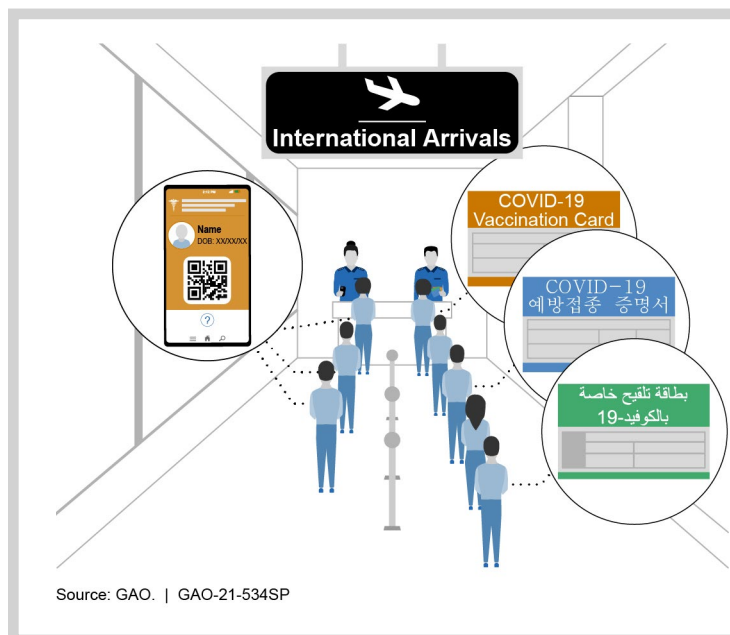 International Arrivals
Name
DOB: XX/XX/XX
?
COVID-19
Vaccination Card
COVID-19
예방접종 증명서
بطاقة تلقيح خاصة
بالكوفيد-19
Source: GAO. | GAO-21-534SP